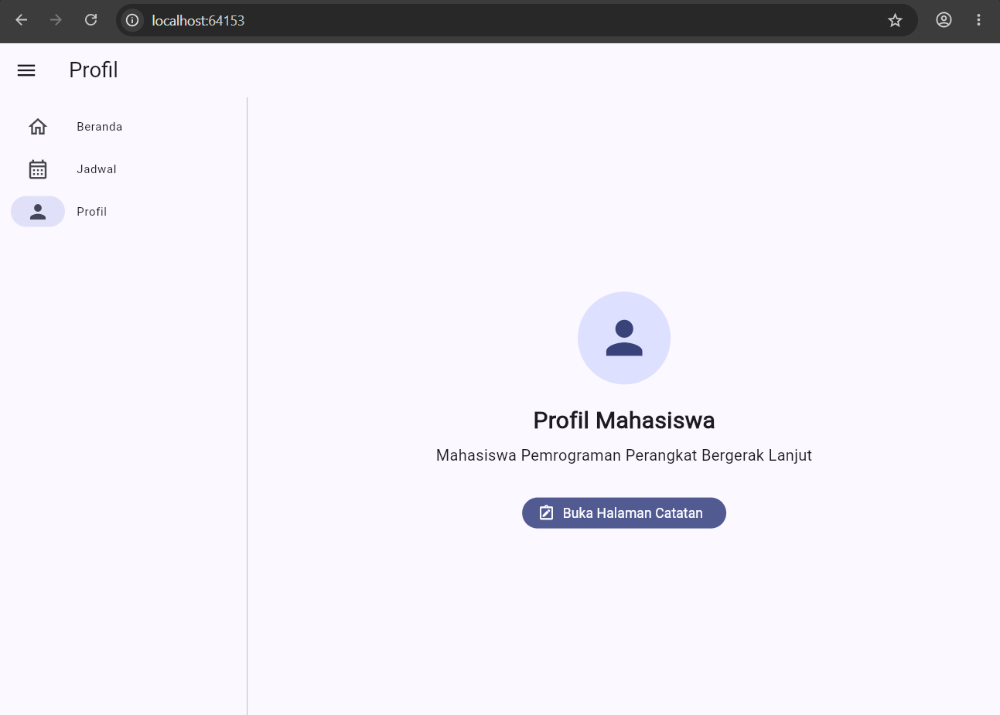 localhost:64153
Profil
Beranda
Jadwal
Profil
Profil Mahasiswa
Mahasiswa Pemrograman Perangkat Bergerak Lanjut
Buka Halaman Catatan